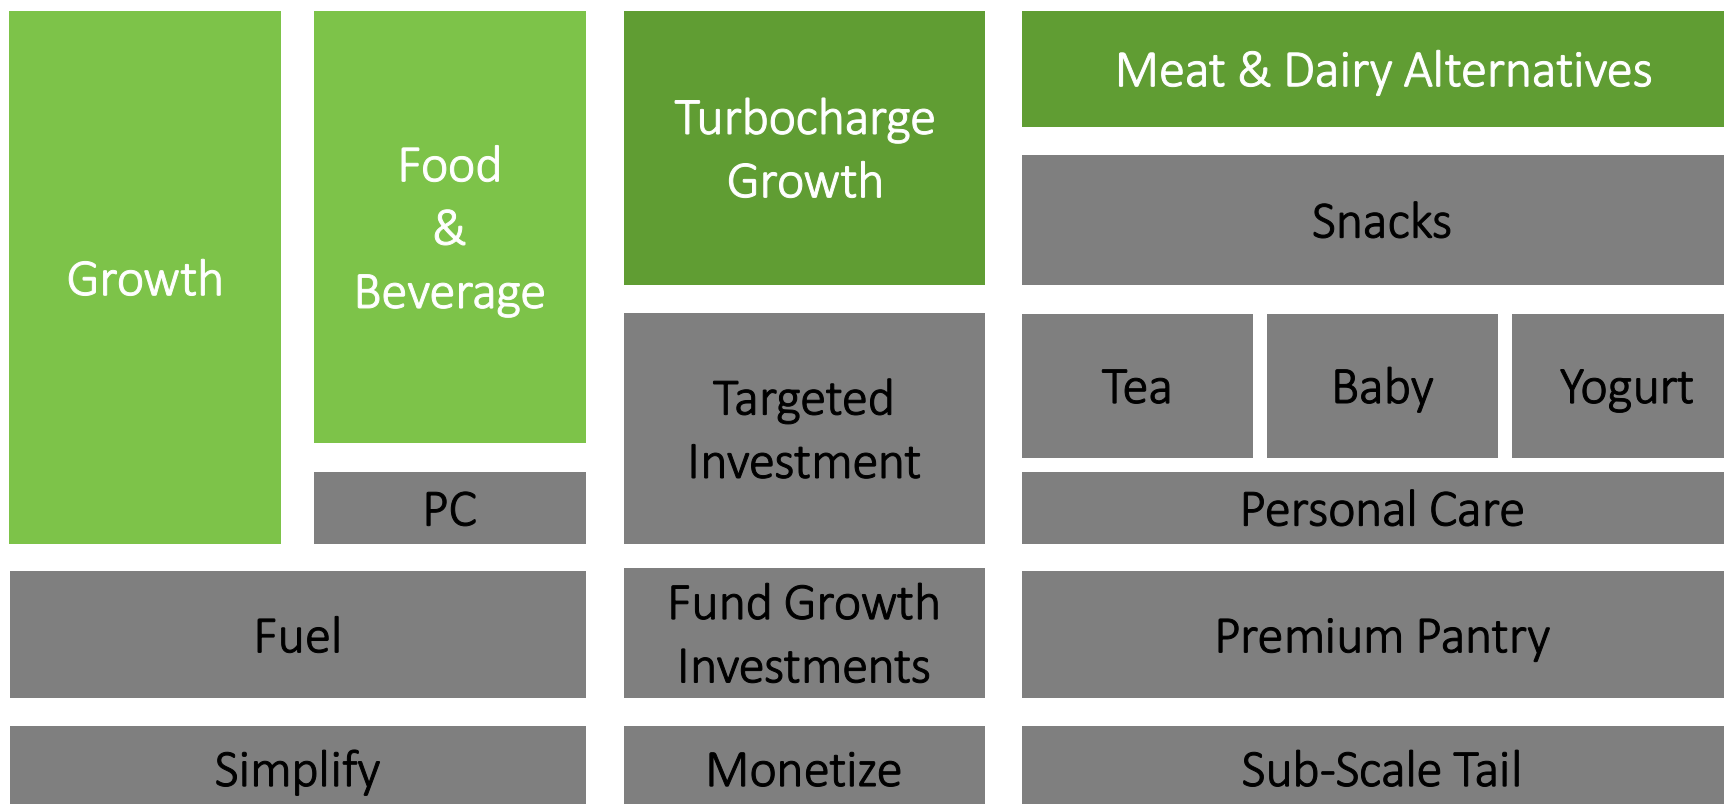 Growth
Food
&
Beverage
PC
Turbocharge
Growth
Targeted
Investment
Meat & Dairy Alternatives
Snacks
Tea
Baby
Yogurt
Personal Care
Fuel
Fund Growth
Investments
Premium Pantry
Simplify
Monetize
Sub-Scale Tail